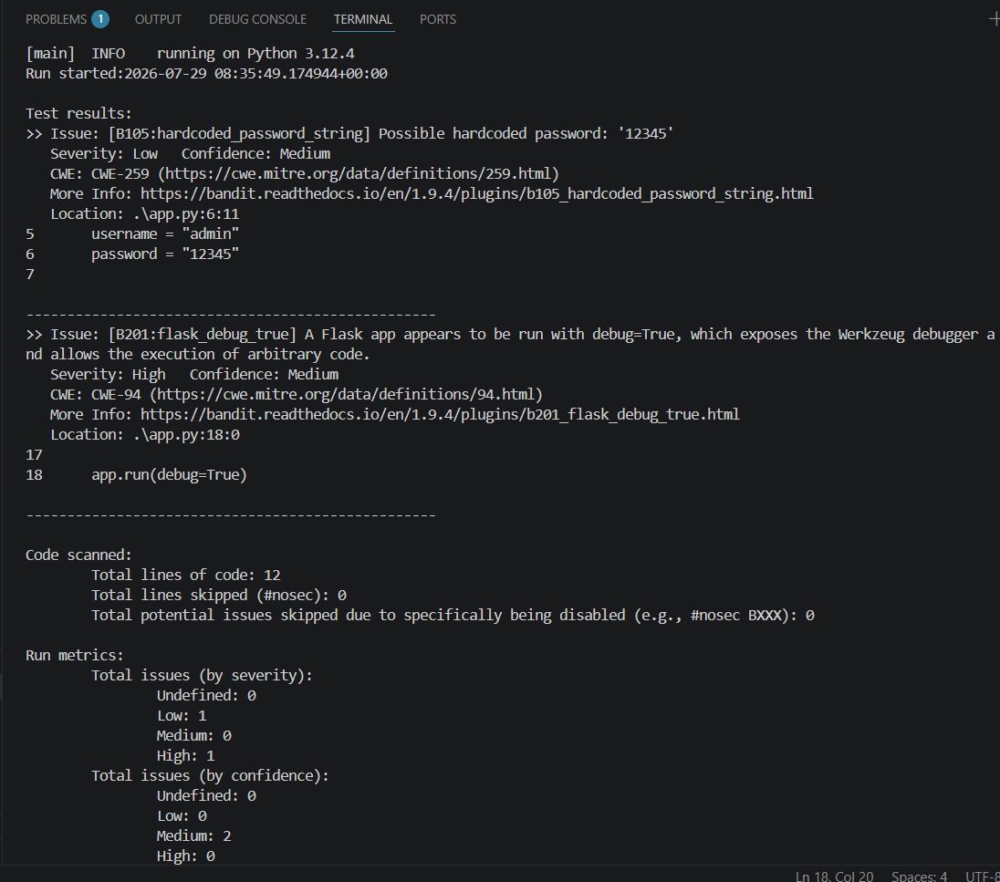 PROBLEMS 1 OUTPUT DEBUG CONSOLE TERMINAL PORTS
[main]  INFO    running on Python 3.12.4
Run started:2026-07-29 08:35:49.174944+00:00

Test results:
>> Issue: [B105:hardcoded_password_string] Possible hardcoded password: '12345'
   Severity: Low   Confidence: Medium
   CWE: CWE-259 (https://cwe.mitre.org/data/definitions/259.html)
   More Info: https://bandit.readthedocs.io/en/1.9.4/plugins/b105_hardcoded_password_string.html
   Location: .\app.py:6:11
5       username = "admin"
6       password = "12345"
7

--------------------------------------------------
>> Issue: [B201:flask_debug_true] A Flask app appears to be run with debug=True, which exposes the Werkzeug debugger a
nd allows the execution of arbitrary code.
   Severity: High   Confidence: Medium
   CWE: CWE-94 (https://cwe.mitre.org/data/definitions/94.html)
   More Info: https://bandit.readthedocs.io/en/1.9.4/plugins/b201_flask_debug_true.html
   Location: .\app.py:18:0
17
18      app.run(debug=True)

--------------------------------------------------

Code scanned:
        Total lines of code: 12
        Total lines skipped (#nosec): 0
        Total potential issues skipped due to specifically being disabled (e.g., #nosec BXXX): 0

Run metrics:
        Total issues (by severity):
                Undefined: 0
                Low: 1
                Medium: 0
                High: 1
        Total issues (by confidence):
                Undefined: 0
                Low: 0
                Medium: 2
                High: 0
Ln 18, Col 20 Spaces: 4 UTF-8